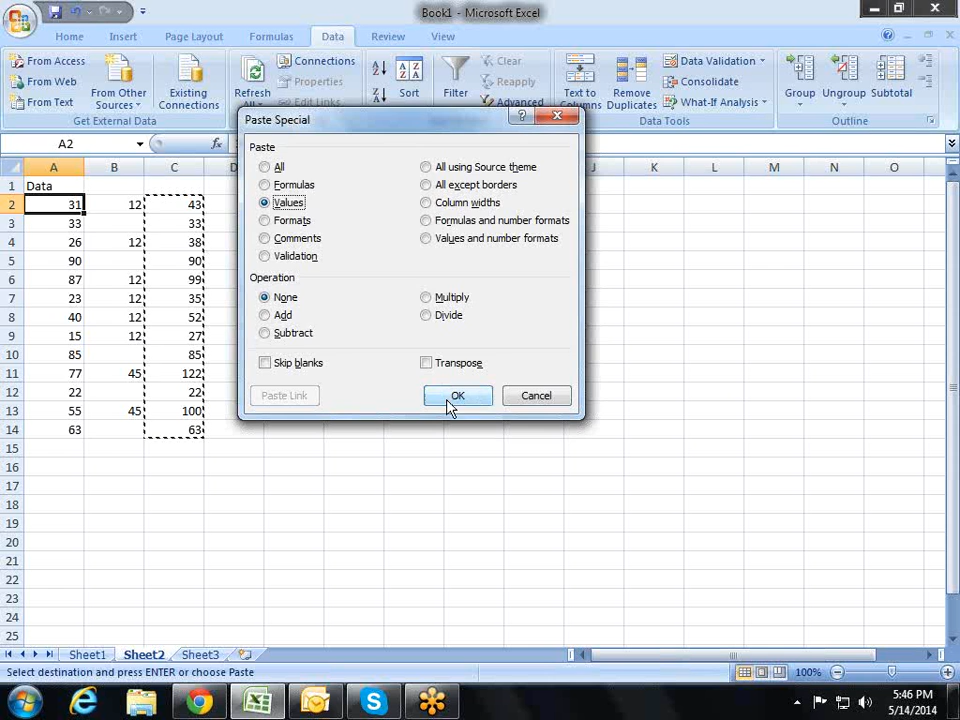 Book1 - Microsoft Excel
Home Insert Page Layout Formulas Data Review View
From Access
From Web
From Text
From Other
Sources
Existing
Connections
Get External Data
Refresh
All
Connections
Properties
Edit Links
Sort
Filter
Clear
Reapply
Advanced
Text to
Columns
Remove
Duplicates
Data Validation
Consolidate
What-If Analysis
Data Tools
Group
Ungroup
Subtotal
Outline
A2
fx
A B C D J K L M N O
1 Data
2 31 12 43
3 33 33
4 26 12 38
5 90 90
6 87 12 99
7 23 12 35
8 40 12 52
9 15 12 27
10 85 85
11 77 45 122
12 22 22
13 55 45 100
14 63 63
15
16
17
18
19
20
21
22
23
24
25
Paste Special
?
Paste
All All using Source theme
Formulas All except borders
Values Column widths
Formats Formulas and number formats
Comments Values and number formats
Validation
Operation
None Multiply
Add Divide
Subtract
Skip blanks Transpose
Paste Link OK Cancel
Sheet1 Sheet2 Sheet3
Select destination and press ENTER or choose Paste
100%
5:46 PM
5/14/2014